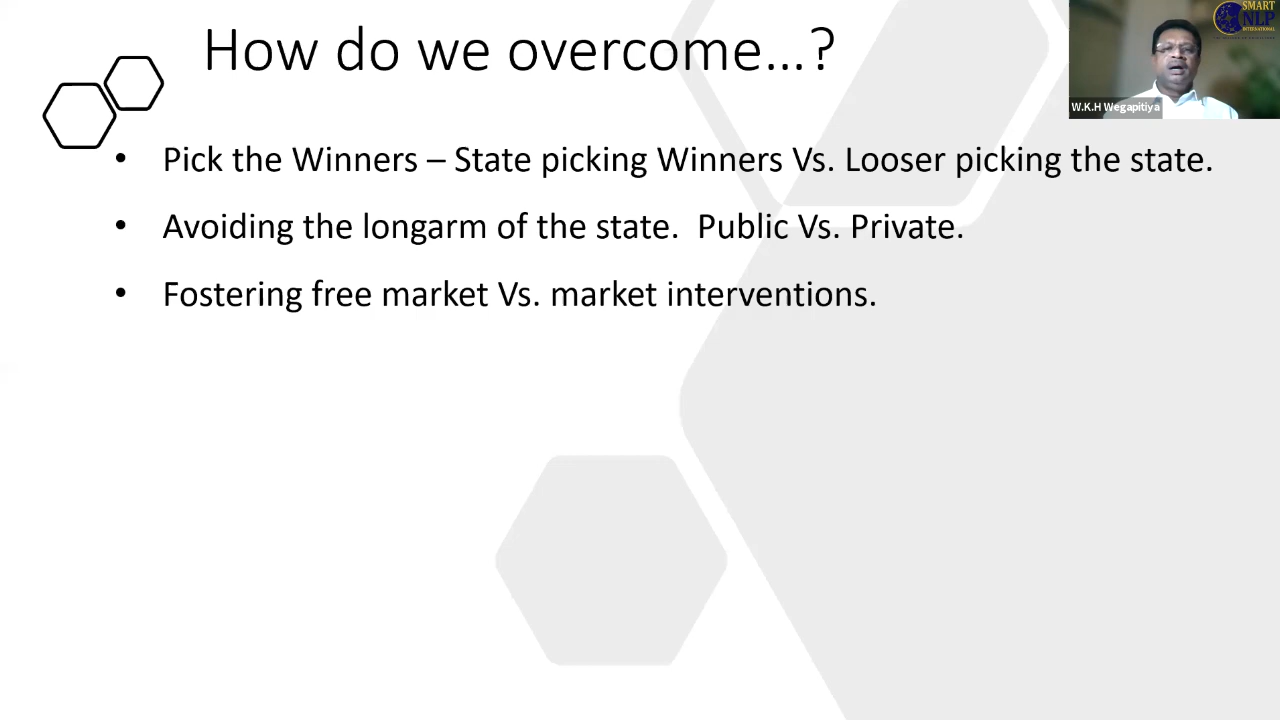 How do we overcome...?
SMART
NLP
INTERNATIONAL
W.K.H Wegapitiya
• Pick the Winners – State picking Winners Vs. Looser picking the state.
• Avoiding the longarm of the state.  Public Vs. Private.
• Fostering free market Vs. market interventions.